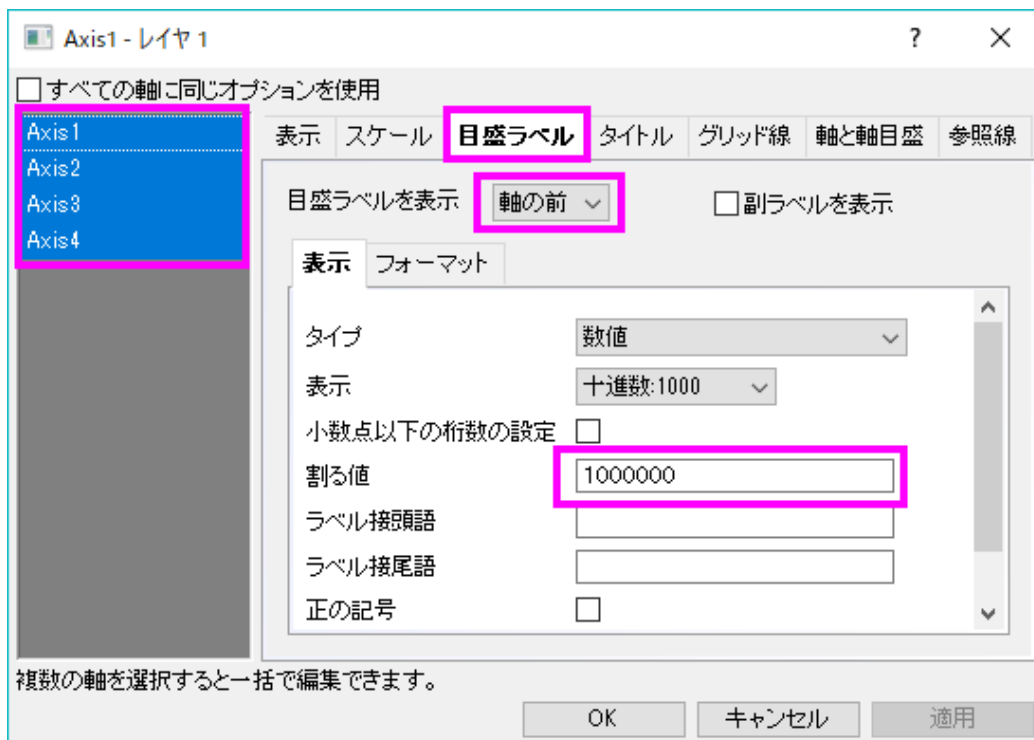 Axis1 - レイヤ 1
?
すべての軸に同じオプションを使用
Axis1
Axis2
Axis3
Axis4
表示 スケール 目盛ラベル タイトル グリッド線 軸と軸目盛 参照線
目盛ラベルを表示 軸の前 副ラベルを表示
表示 フォーマット
タイプ 数値
表示 十進数:1000
小数点以下の桁数の設定
割る値 1000000
ラベル接頭語
ラベル接尾語
正の記号
複数の軸を選択すると一括で編集できます。
OK キャンセル 適用